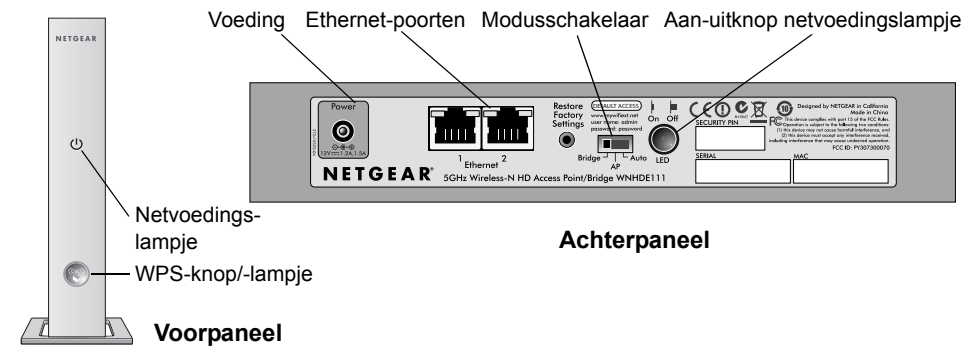 Voeding Ethernet-poorten Modusschakelaar Aan-uitknop netvoedingslampje
NETGEAR
Netvoedings-
lampje
WPS-knop/-lampje
Voorpaneel
Power
12V⎓1.2A,1.5A
1 Ethernet 2
Restore
Factory
Settings
DEFAULT ACCESS
www.mywifiext.net
user name: admin
password: password
Bridge AP Auto
On Off
LED
SECURITY PIN
SERIAL
MAC
Designed by NETGEAR in California
Made in China
This device complies with part 15 of the FCC Rules.
Operation is subject to the following two conditions:
(1) this device may not cause harmful interference, and
(2) this device must accept any interference received,
including interference that may cause undesired operation.
FCC ID: PY307300070
NETGEAR®
5GHz Wireless-N HD Access Point/Bridge WNHDE111
Achterpaneel